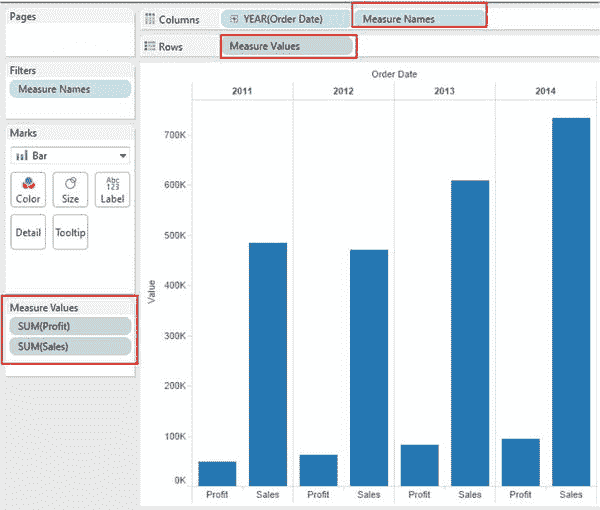 Pages
Columns
YEAR(Order Date)
Measure Names
Rows
Measure Values
Filters
Measure Names
Marks
Bar
Color
Size
Abc
123
Label
Detail
Tooltip
Measure Values
SUM(Profit)
SUM(Sales)
Order Date
2011 2012 2013 2014
Value
700K
600K
500K
400K
300K
200K
100K
0K
Profit Sales Profit Sales Profit Sales Profit Sales